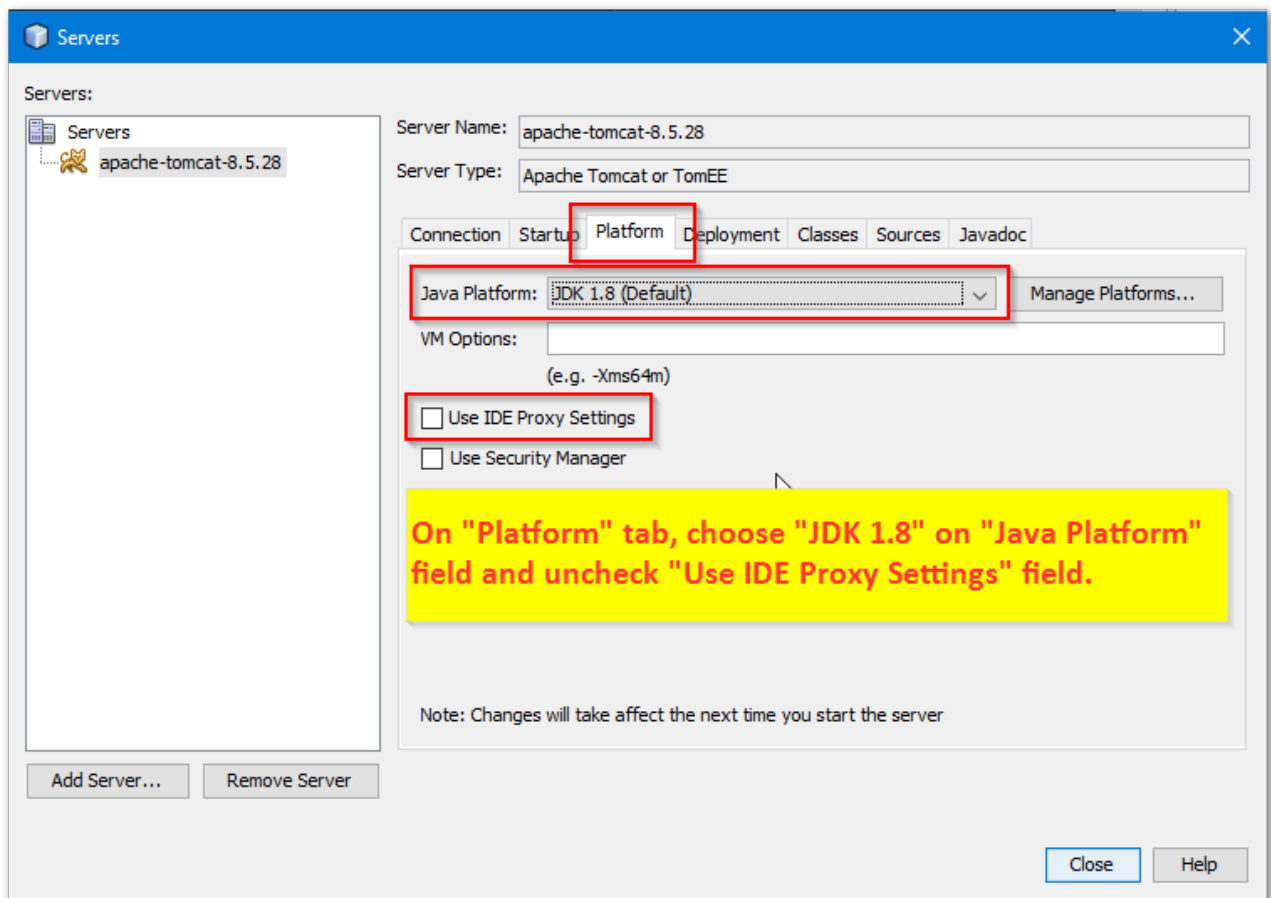 Servers
Servers:
Servers
apache-tomcat-8.5.28
Server Name: apache-tomcat-8.5.28
Server Type: Apache Tomcat or TomEE
Connection Startup Platform Deployment Classes Sources Javadoc
Java Platform: JDK 1.8 (Default) Manage Platforms...
VM Options:
(e.g. -Xms64m)
Use IDE Proxy Settings
Use Security Manager
On "Platform" tab, choose "JDK 1.8" on "Java Platform"
field and uncheck "Use IDE Proxy Settings" field.
Note: Changes will take affect the next time you start the server
Add Server... Remove Server
Close Help